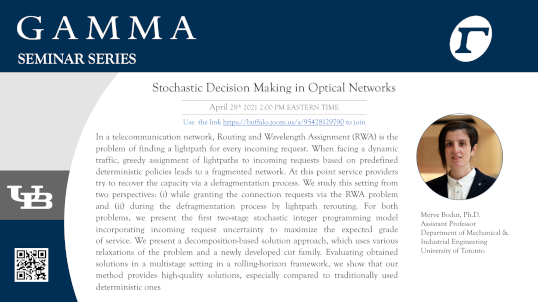 GAMMA
SEMINAR SERIES
Γ
Stochastic Decision Making in Optical Networks
April 28th 2021 2:00 PM EASTERN TIME
Use the link https://buffalo.zoom.us/s/95428129790 to join
In a telecommunication network, Routing and Wavelength Assignment (RWA) is the
problem of finding a lightpath for every incoming request. When facing a dynamic
traffic, greedy assignment of lightpaths to incoming requests based on predefined
deterministic policies leads to a fragmented network. At this point service providers
try to recover the capacity via a defragmentation process. We study this setting from
two perspectives: (i) while granting the connection requests via the RWA problem
and (ii) during the defragmentation process by lightpath rerouting. For both
problems, we present the first two-stage stochastic integer programming model
incorporating incoming request uncertainty to maximize the expected grade
of service. We present a decomposition-based solution approach, which uses various
relaxations of the problem and a newly developed cut family. Evaluating obtained
solutions in a multistage setting in a rolling-horizon framework, we show that our
method provides high-quality solutions, especially compared to traditionally used
deterministic ones
UB
Merve Bodur, Ph.D.
Assistant Professor
Department of Mechanical &
Industrial Engineering
University of Toronto